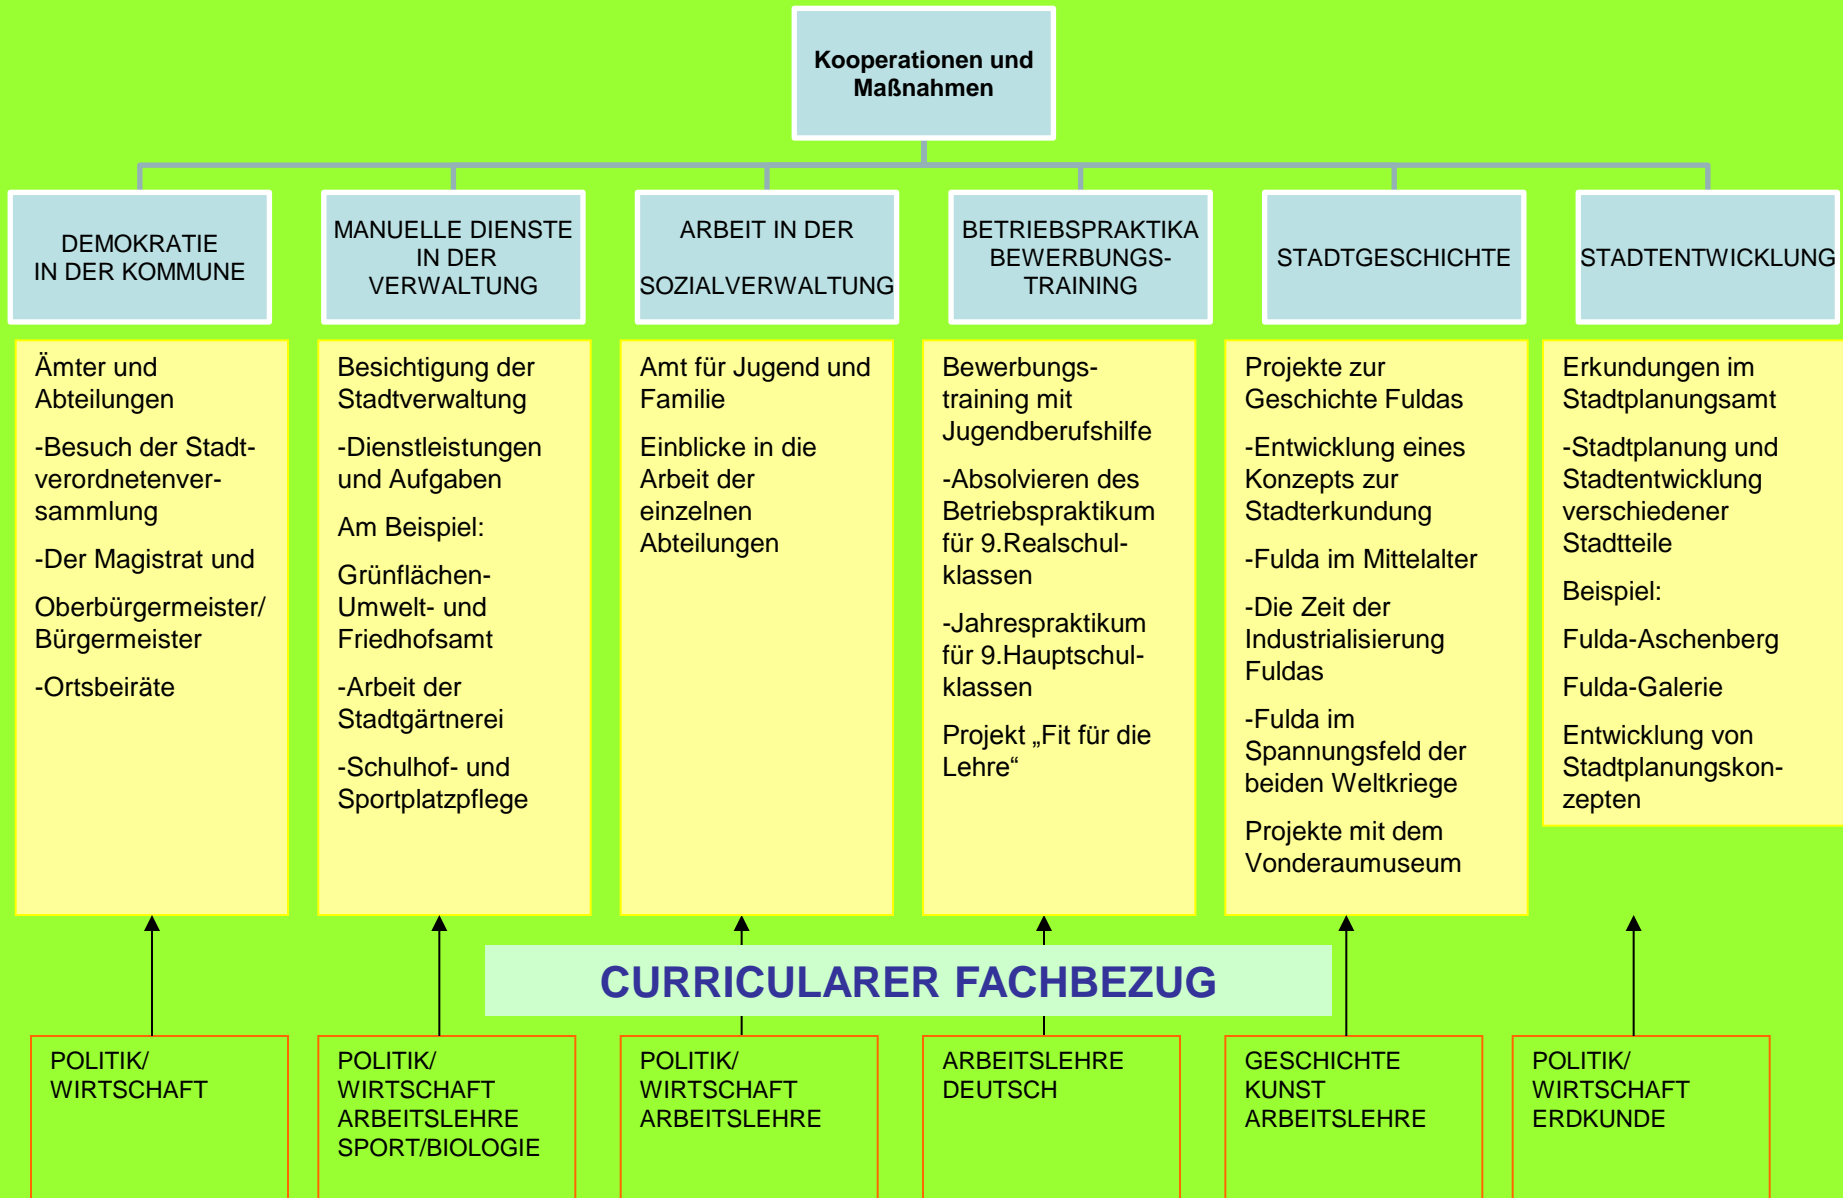 Kooperationen und
Maßnahmen
DEMOKRATIE
IN DER KOMMUNE
MANUELLE DIENSTE
IN DER
VERWALTUNG
ARBEIT IN DER
SOZIALVERWALTUNG
BETRIEBSPRAKTIKA
BEWERBUNGS-
TRAINING
STADTGESCHICHTE
STADTENTWICKLUNG
Ämter und
Abteilungen
-Besuch der Stadt-
verordnetenver-
sammlung
-Der Magistrat und
Oberbürgermeister/
Bürgermeister
-Ortsbeiräte
Besichtigung der
Stadtverwaltung
-Dienstleistungen
und Aufgaben
Am Beispiel:
Grünflächen-
Umwelt- und
Friedhofsamt
-Arbeit der
Stadtgärtnerei
-Schulhof- und
Sportplatzpflege
Amt für Jugend und
Familie
Einblicke in die
Arbeit der
einzelnen
Abteilungen
Bewerbungs-
training mit
Jugendberufshilfe
-Absolvieren des
Betriebspraktikum
für 9.Realschul-
klassen
-Jahrespraktikum
für 9.Hauptschul-
klassen
Projekt „Fit für die
Lehre“
Projekte zur
Geschichte Fuldas
-Entwicklung eines
Konzepts zur
Stadterkundung
-Fulda im Mittelalter
-Die Zeit der
Industrialisierung
Fuldas
-Fulda im
Spannungsfeld der
beiden Weltkriege
Projekte mit dem
Vonderaumuseum
Erkundungen im
Stadtplanungsamt
-Stadtplanung und
Stadtentwicklung
verschiedener
Stadtteile
Beispiel:
Fulda-Aschenberg
Fulda-Galerie
Entwicklung von
Stadtplanungskon-
zepten
CURRICULARER FACHBEZUG
POLITIK/
WIRTSCHAFT
POLITIK/
WIRTSCHAFT
ARBEITSLEHRE
SPORT/BIOLOGIE
POLITIK/
WIRTSCHAFT
ARBEITSLEHRE
ARBEITSLEHRE
DEUTSCH
GESCHICHTE
KUNST
ARBEITSLEHRE
POLITIK/
WIRTSCHAFT
ERDKUNDE